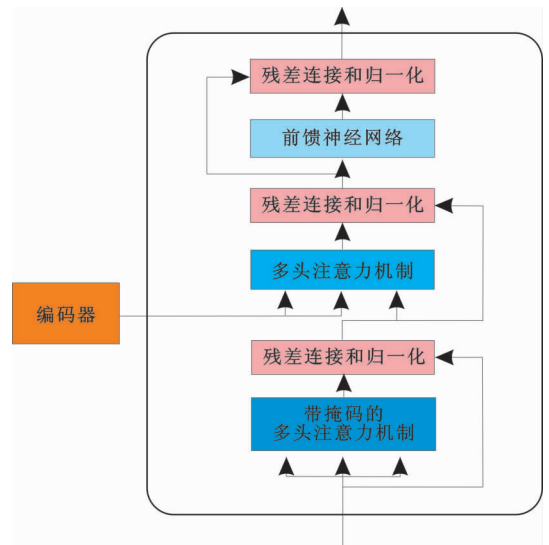 残差连接和归一化
前馈神经网络
残差连接和归一化
多头注意力机制
编码器
残差连接和归一化
带掩码的
多头注意力机制